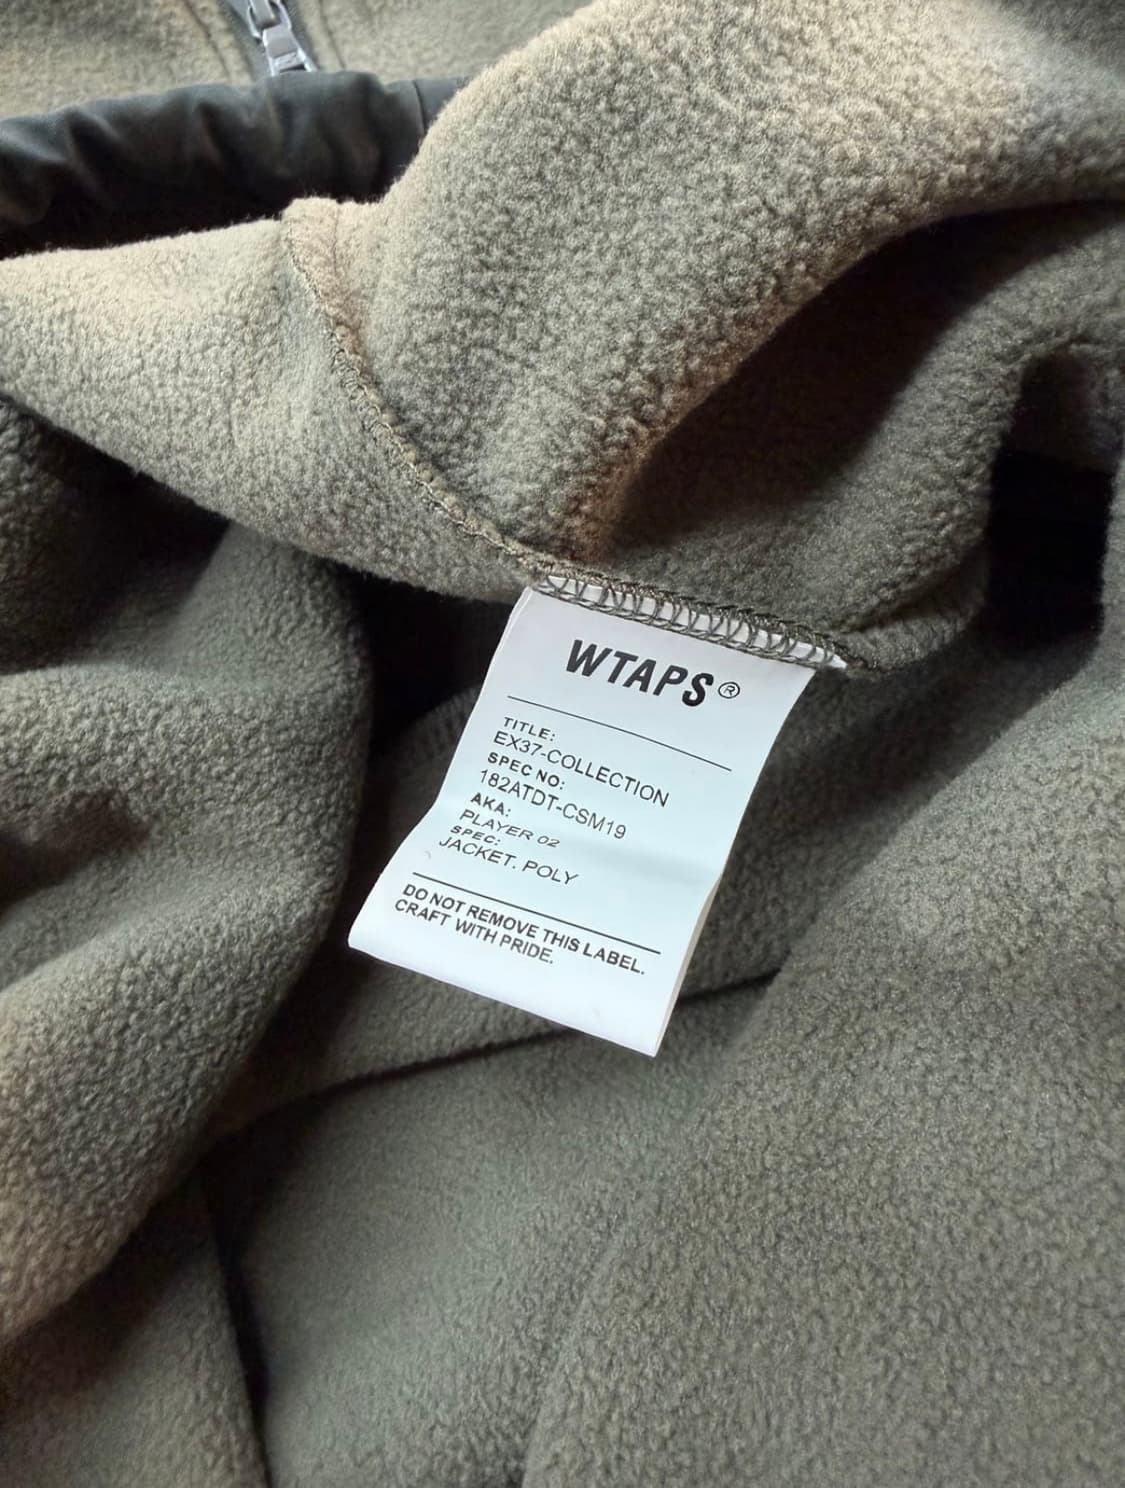 WTAPS®
TITLE:
EX37-COLLECTION
SPEC NO:
182ATDT-CSM19
AKA:
PLAYER 02
SPEC:
JACKET. POLY
DO NOT REMOVE THIS LABEL.
CRAFT WITH PRIDE.